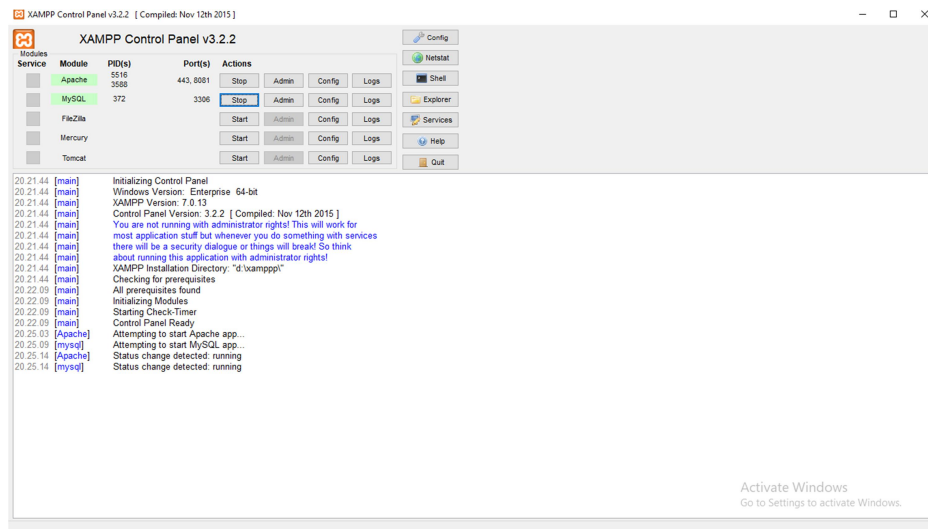 XAMPP Control Panel v3.2.2 [ Compiled: Nov 12th 2015 ]
XAMPP Control Panel v3.2.2
Modules
Service Module PID(s) Port(s) Actions
Apache 5516 3588 443, 8081 Stop Admin Config Logs
MySQL 372 3306 Stop Admin Config Logs
FileZilla Start Admin Config Logs
Mercury Start Admin Config Logs
Tomcat Start Admin Config Logs
Config
Netstat
Shell
Explorer
Services
Help
Quit
20.21.44 [main] Initializing Control Panel
20.21.44 [main] Windows Version: Enterprise 64-bit
20.21.44 [main] XAMPP Version: 7.0.13
20.21.44 [main] Control Panel Version: 3.2.2 [ Compiled: Nov 12th 2015 ]
20.21.44 [main] You are not running with administrator rights! This will work for
20.21.44 [main] most application stuff but whenever you do something with services
20.21.44 [main] there will be a security dialogue or things will break! So think
20.21.44 [main] about running this application with administrator rights!
20.21.44 [main] XAMPP Installation Directory: "d:\xamppp\"
20.21.44 [main] Checking for prerequisites
20.22.09 [main] All prerequisites found
20.22.09 [main] Initializing Modules
20.22.09 [main] Starting Check-Timer
20.22.09 [main] Control Panel Ready
20.25.03 [Apache] Attempting to start Apache app...
20.25.09 [mysql] Attempting to start MySQL app...
20.25.14 [Apache] Status change detected: running
20.25.14 [mysql] Status change detected: running
Activate Windows
Go to Settings to activate Windows.